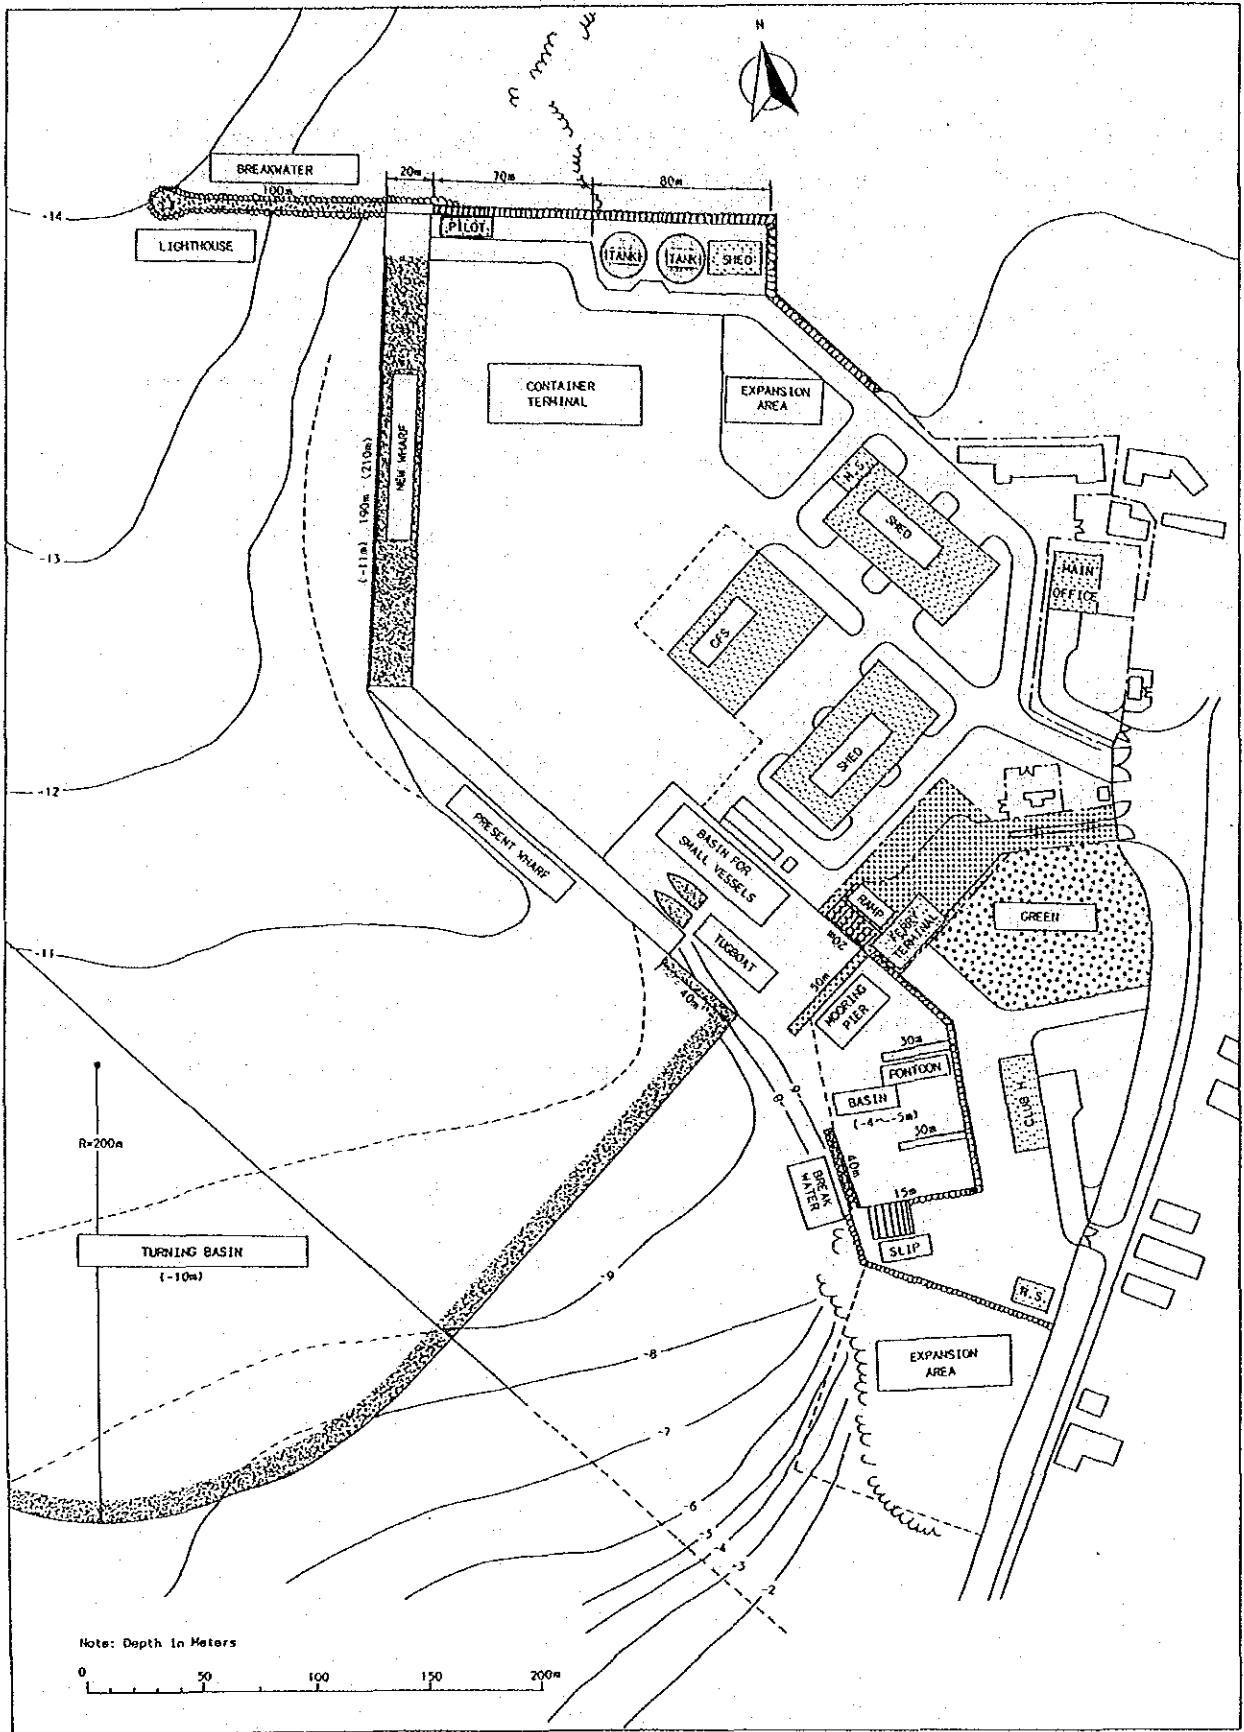 N
BREAKWATER
100m
20m
70m
80m
-14
LIGHTHOUSE
PILOT
TANK
TANK
SHED
CONTAINER
TERMINAL
EXPANSION
AREA
NEW WHARF
(-11m) 190m (210m)
M.S.
SHED
-13
MAIN
OFFICE
CFS
SHED
-12
PRESENT WHARF
BASIN FOR
SMALL VESSELS
RAMP
FERRY
TERMINAL
GREEN
20m
TUGBOAT
-11
50m
40m
MOORING
PIER
30m
PONTOON
BASIN
(-4~-5m)
30m
-9
-8
CLUB H.
R=200m
40m
BREAK
WATER
15m
SLIP
TURNING BASIN
(-10m)
-9
R.S.
-8
EXPANSION
AREA
-7
-6
-5
-4
-3
-2
Note: Depth in Meters
0
50
100
150
200m